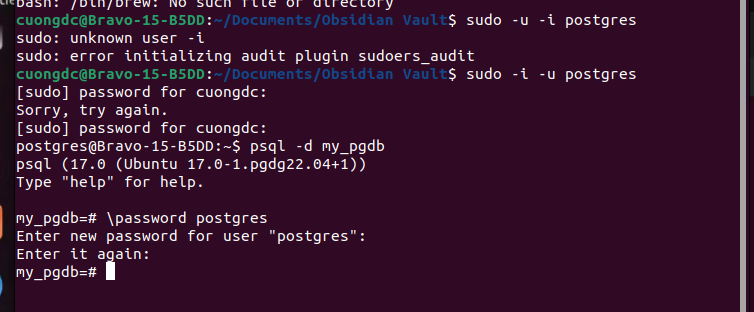 bash: /bin/brew: No such file or directory
cuongdc@Bravo-15-B5DD:~/Documents/Obsidian Vault$ sudo -u -i postgres
sudo: unknown user -i
sudo: error initializing audit plugin sudoers_audit
cuongdc@Bravo-15-B5DD:~/Documents/Obsidian Vault$ sudo -i -u postgres
[sudo] password for cuongdc:
Sorry, try again.
[sudo] password for cuongdc:
postgres@Bravo-15-B5DD:~$ psql -d my_pgdb
psql (17.0 (Ubuntu 17.0-1.pgdg22.04+1))
Type "help" for help.
my_pgdb=# \password postgres
Enter new password for user "postgres":
Enter it again:
my_pgdb=#